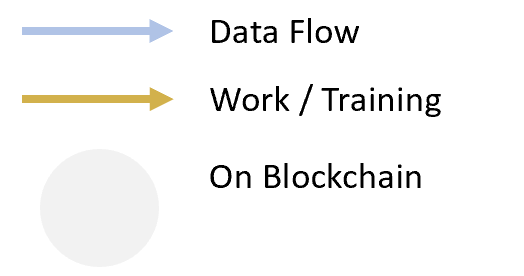 Data Flow
Work / Training
On Blockchain